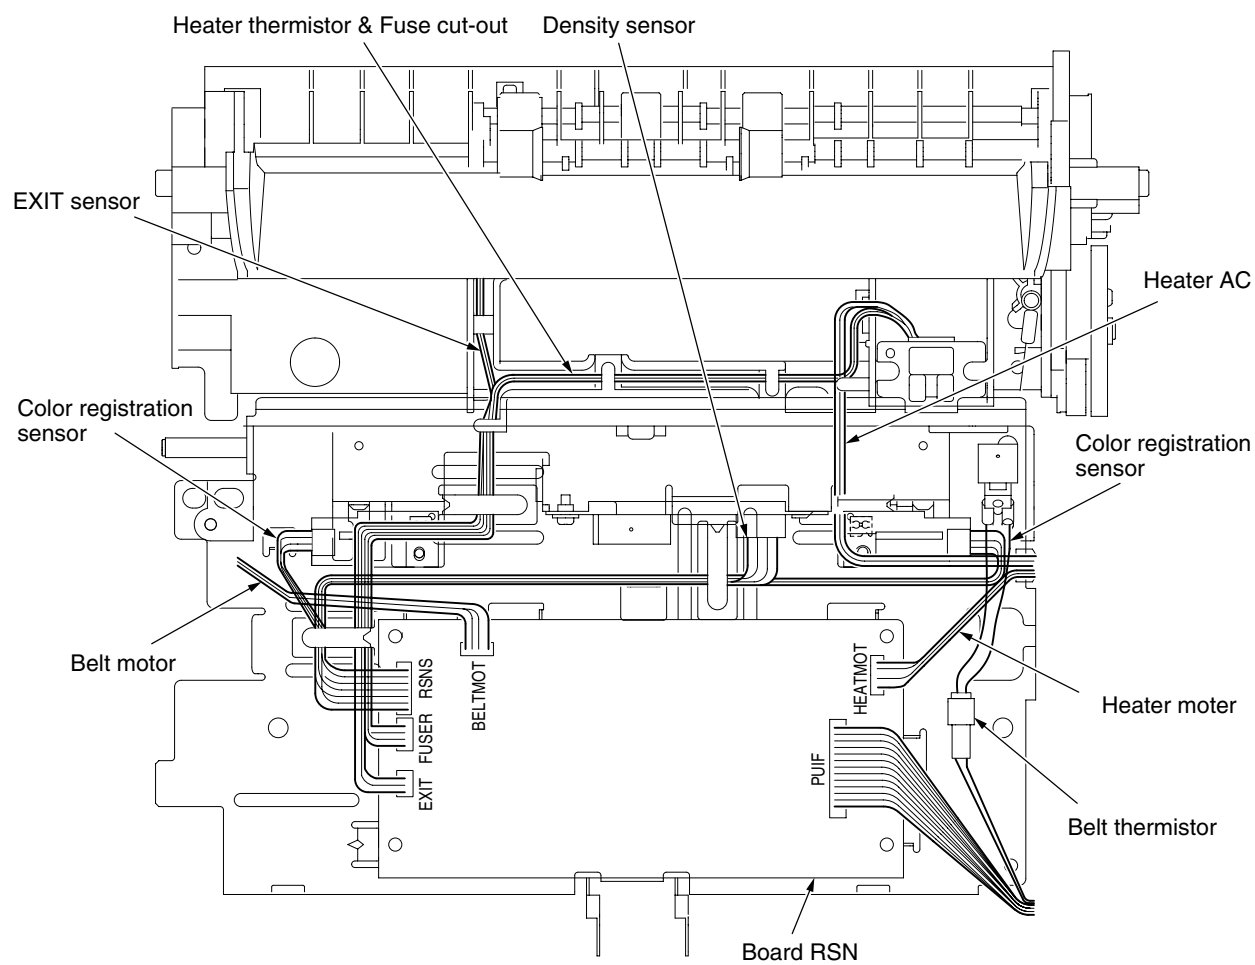 Heater thermistor & Fuse cut-out
Density sensor
EXIT sensor
Heater AC
Color registration
sensor
Color registration
sensor
Belt motor
RSNS
BELTMOT
HEATMOT
Heater moter
FUSER
PUIF
EXIT
Belt thermistor
Board RSN